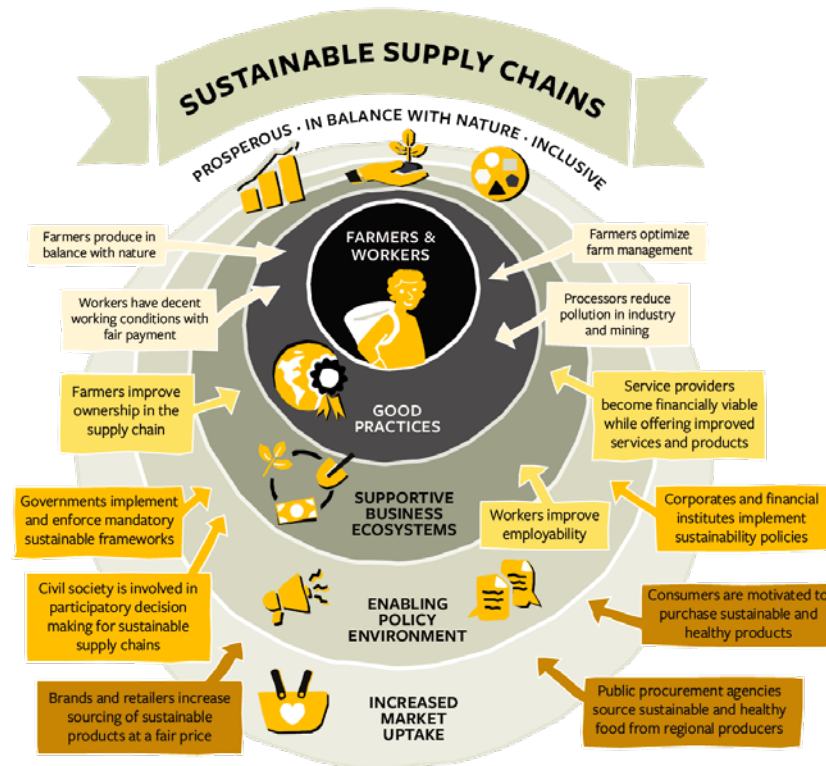 SUSTAINABLE SUPPLY CHAINS
PROSPEROUS · IN BALANCE WITH NATURE · INCLUSIVE
FARMERS &
WORKERS
Farmers produce in
balance with nature
Farmers optimize
farm management
Workers have decent
working conditions with
fair payment
Processors reduce
pollution in industry
and mining
GOOD
PRACTICES
Farmers improve
ownership in the
supply chain
Service providers
become financially viable
while offering improved
services and products
SUPPORTIVE
BUSINESS
ECOSYSTEMS
Workers improve
employability
Governments implement
and enforce mandatory
sustainable frameworks
Corporates and financial
institutes implement
sustainability policies
Civil society is involved in
participatory decision
making for sustainable
supply chains
ENABLING
POLICY
ENVIRONMENT
Consumers are motivated to
purchase sustainable and
healthy products
Brands and retailers increase
sourcing of sustainable
products at a fair price
INCREASED
MARKET
UPTAKE
Public procurement agencies
source sustainable and healthy
food from regional producers